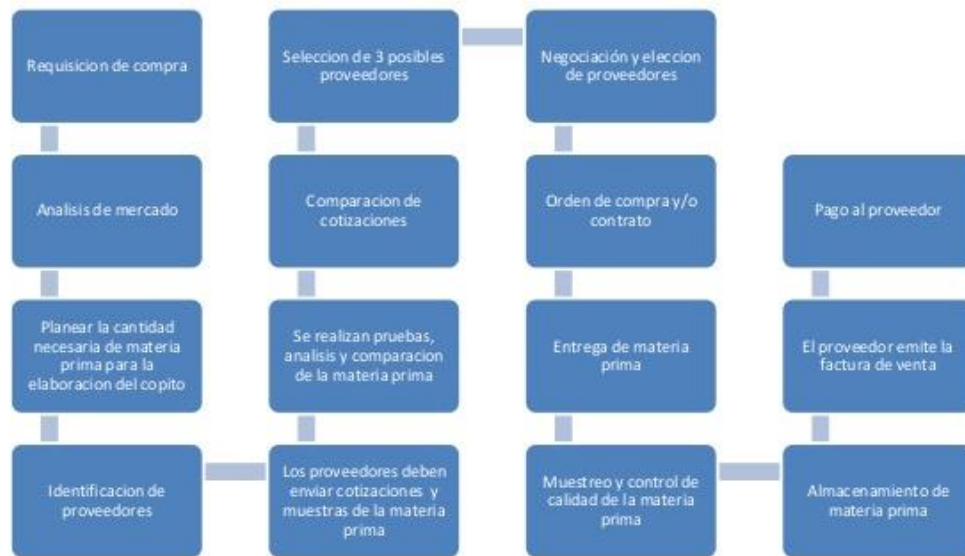 Requisicion de compra
Analisis de mercado
Planear la cantidad
necesaria de materia
prima para la
elaboracion del copito
Identificacion de
proveedores
Los proveedores deben
enviar cotizaciones y
muestras de la materia
prima
Se realizan pruebas,
analisis y comparacion
de la materia prima
Comparacion de
cotizaciones
Seleccion de 3 posibles
proveedores
Negociación y eleccion
de proveedores
Orden de compra y/o
contrato
Entrega de materia
prima
Muestreo y control de
calidad de la materia
prima
Almacenamiento de
materia prima
El proveedor emite la
factura de venta
Pago al proveedor